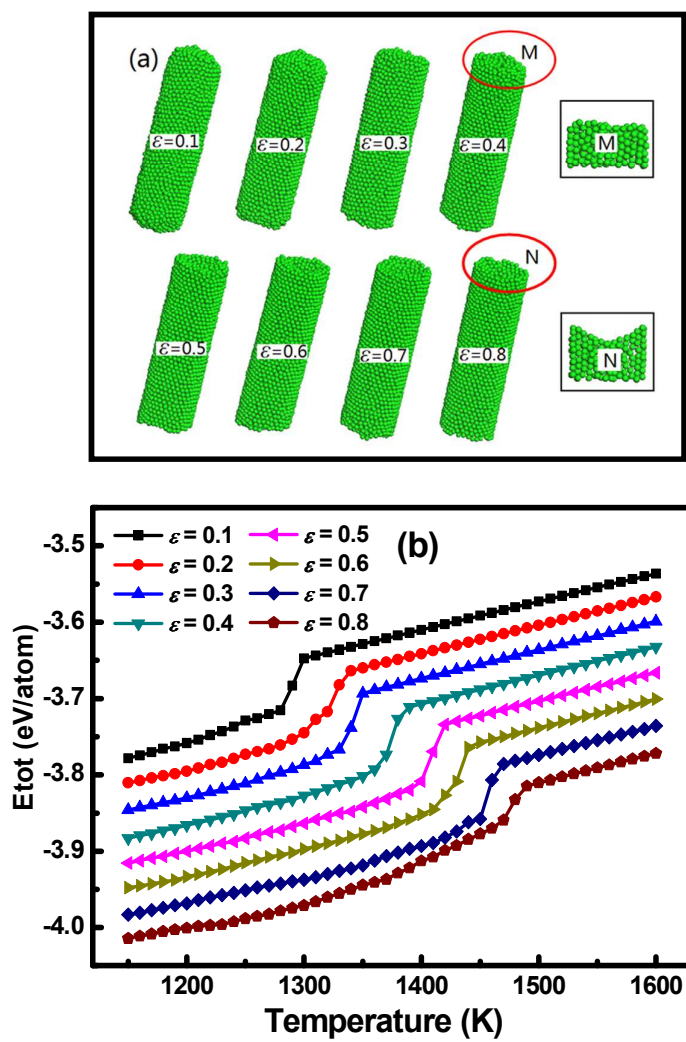 (a)
M
ε=0.1
ε=0.2
ε=0.3
ε=0.4
M
N
ε=0.5
ε=0.6
ε=0.7
ε=0.8
N
(b)
ε = 0.1
ε = 0.5
ε = 0.2
ε = 0.6
ε = 0.3
ε = 0.7
ε = 0.4
ε = 0.8
-3.5
-3.6
-3.7
-3.8
-3.9
-4.0
Etot (eV/atom)
1200
1300
1400
1500
1600
Temperature (K)